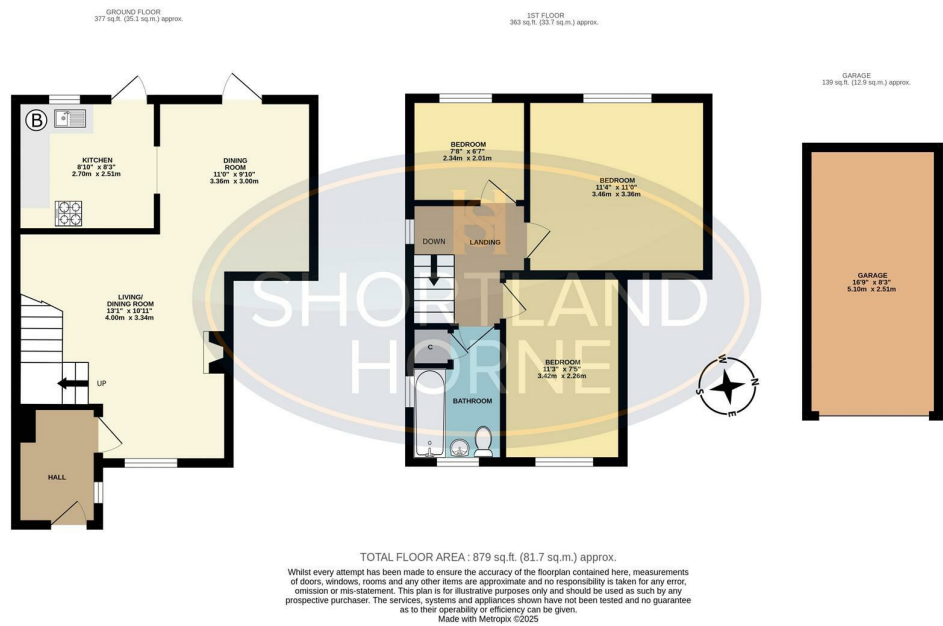 GROUND FLOOR
377 sq.ft. (35.1 sq.m.) approx.
1ST FLOOR
363 sq.ft. (33.7 sq.m.) approx.
GARAGE
139 sq.ft. (12.9 sq.m.) approx.
B
KITCHEN
8'10" x 8'3"
2.70m x 2.51m
DINING
ROOM
11'0" x 9'10"
3.36m x 3.00m
LIVING/
DINING ROOM
13'1" x 10'11"
4.00m x 3.34m
UP
HALL
BEDROOM
7'8" x 6'7"
2.34m x 2.01m
BEDROOM
11'4" x 11'0"
3.46m x 3.36m
DOWN
LANDING
C
BATHROOM
BEDROOM
11'3" x 7'5"
3.42m x 2.26m
GARAGE
16'9" x 8'3"
5.10m x 2.51m
W
N
S
E
SHORTLAND
HORNE
TOTAL FLOOR AREA : 879 sq.ft. (81.7 sq.m.) approx.
Whilst every attempt has been made to ensure the accuracy of the floorplan contained here, measurements
of doors, windows, rooms and any other items are approximate and no responsibility is taken for any error,
omission or mis-statement. This plan is for illustrative purposes only and should be used as such by any
prospective purchaser. The services, systems and appliances shown have not been tested and no guarantee
as to their operability or efficiency can be given.
Made with Metropix ©2025